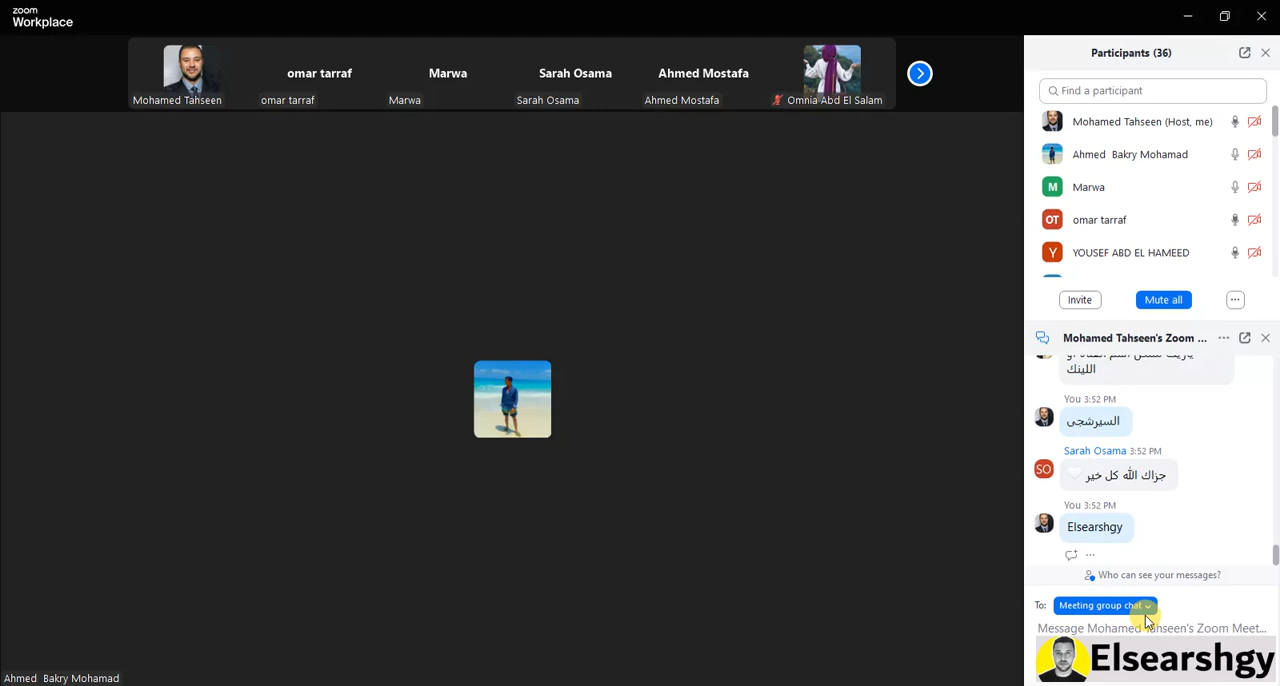 zoom
Workplace
Mohamed Tahseen
omar tarraf
omar tarraf
Marwa
Marwa
Sarah Osama
Sarah Osama
Ahmed Mostafa
Ahmed Mostafa
Omnia Abd El Salam
Participants (36)
Find a participant
Mohamed Tahseen (Host, me)
Ahmed Bakry Mohamad
M Marwa
OT omar tarraf
Y YOUSEF ABD EL HAMEED
Invite
Mute all
Mohamed Tahseen's Zoom ...
اللينك
You 3:52 PM
السيرشجى
Sarah Osama 3:52 PM
SO
جزاك الله كل خير
You 3:52 PM
Elsearshgy
Who can see your messages?
To: Meeting group chat
Message Mohamed Tahseen's Zoom Meet...
Elsearshgy
Ahmed Bakry Mohamad